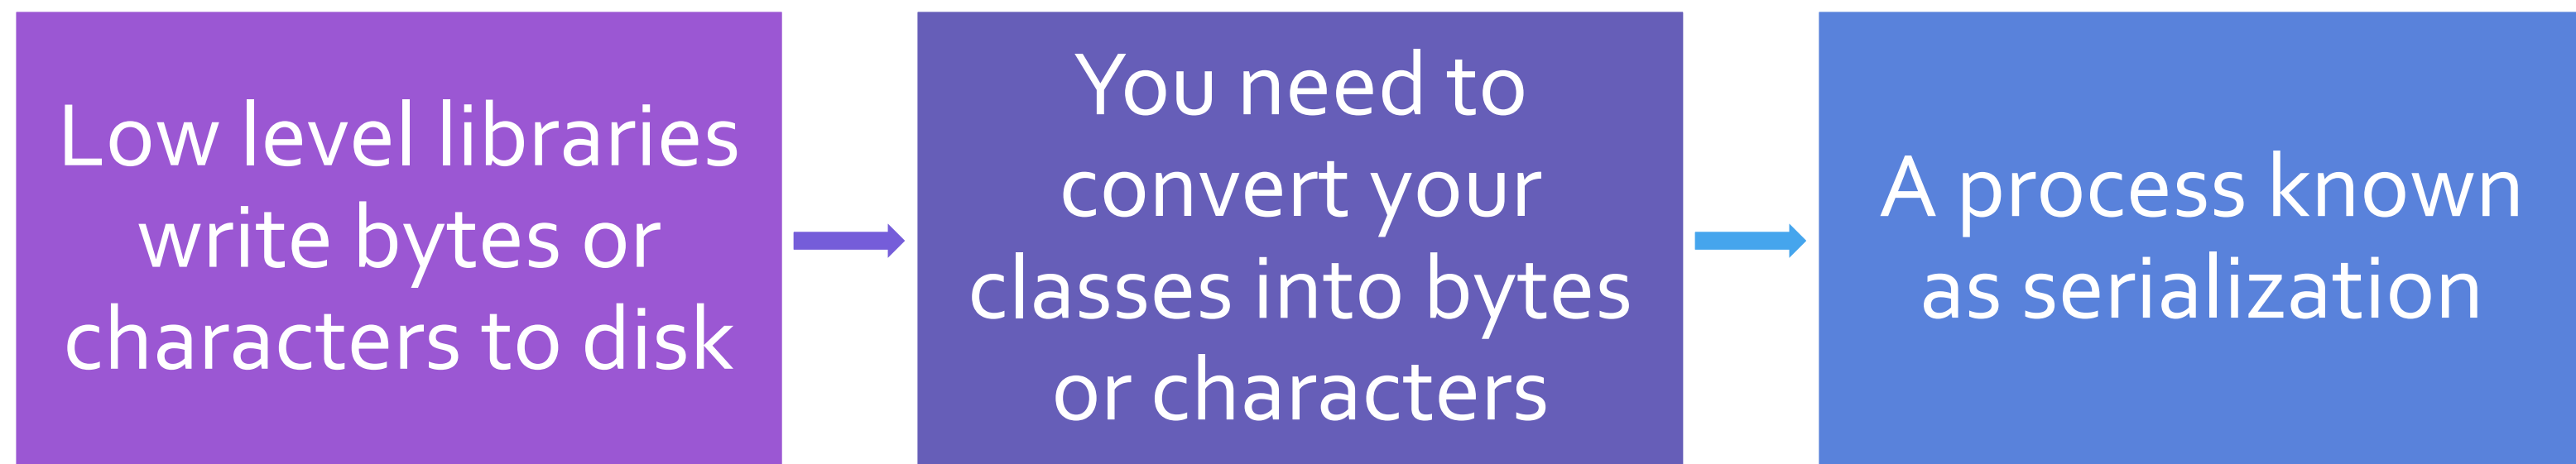 Low level libraries
write bytes or
characters to disk
You need to
convert your
classes into bytes
or characters
A process known
as serialization